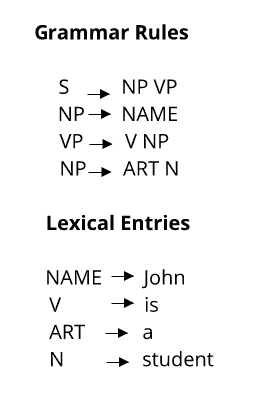 Grammar Rules
S → NP VP
NP → NAME
VP → V NP
NP → ART N
Lexical Entries
NAME → John
V → is
ART → a
N → student